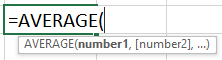 =AVERAGE(
AVERAGE(number1, [number2], ...)